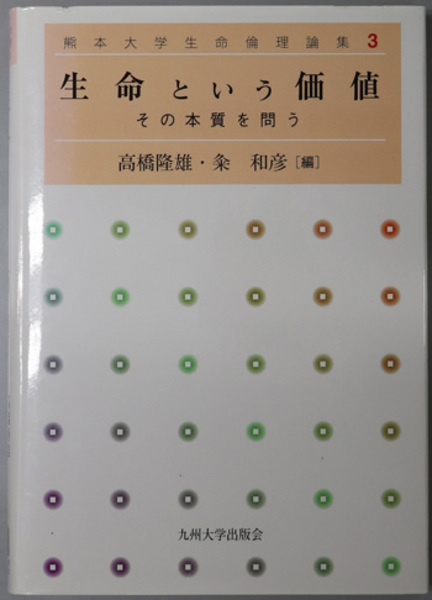 熊本大学生命倫理論集 3
生命という価値
その本質を問う
高橋隆雄・粂 和彦［編］
九州大学出版会